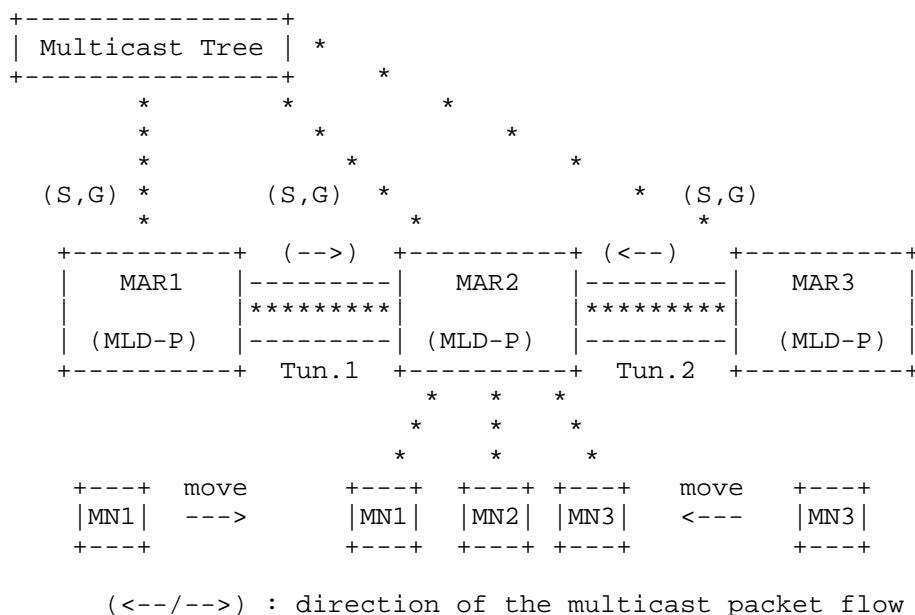 Multicast Tree
(S,G) (S,G) (S,G)
(-->) (<--)
MAR1 MAR2 MAR3
(MLD-P) (MLD-P) (MLD-P)
Tun.1 Tun.2
move move
MN1 ---> MN1 MN2 MN3 <--- MN3
(<--/-->) : direction of the multicast packet flow